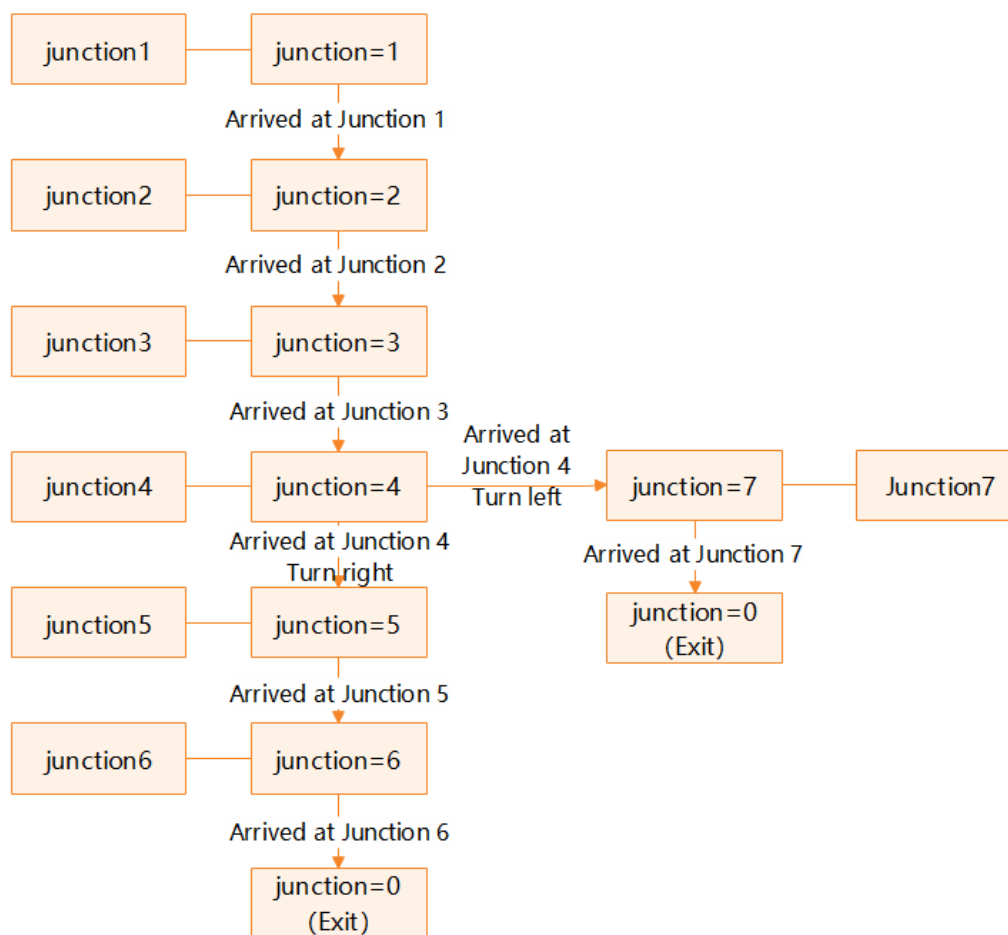 junction1
junction=1
Arrived at Junction 1
junction2
junction=2
Arrived at Junction 2
junction3
junction=3
Arrived at Junction 3
junction4
junction=4
Arrived at
Junction 4
Turn left
junction=7
Junction7
Arrived at Junction 4
Turn right
Arrived at Junction 7
junction5
junction=5
junction=0
(Exit)
Arrived at Junction 5
junction6
junction=6
Arrived at Junction 6
junction=0
(Exit)